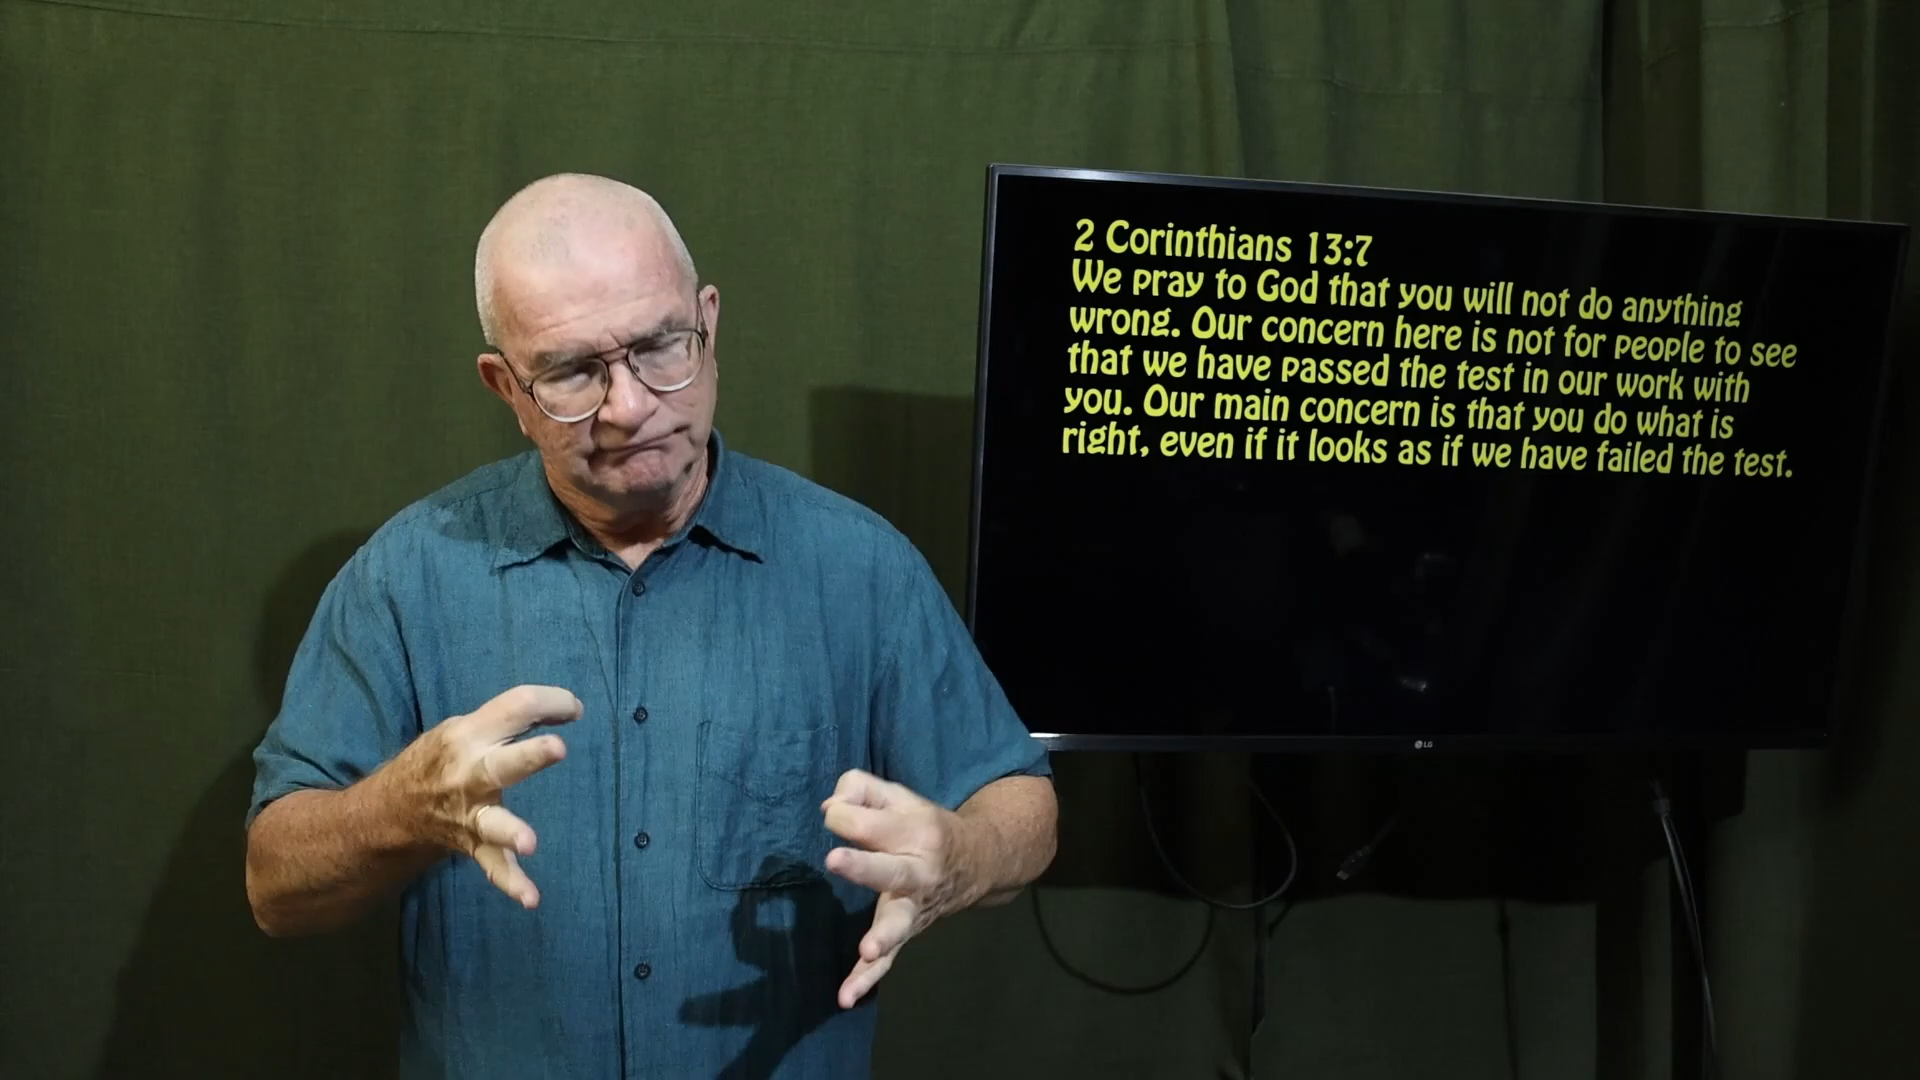 2 Corinthians 13:7
We pray to God that you will not do anything
wrong. Our concern here is not for people to see
that we have passed the test in our work with
you. Our main concern is that you do what is
right, even if it looks as if we have failed the test.
LG